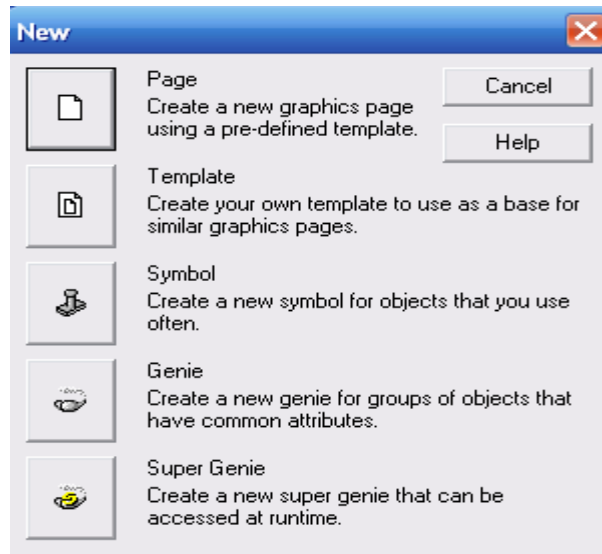 New
Page
Create a new graphics page
using a pre-defined template.
Cancel
Help
Template
Create your own template to use as a base for
similar graphics pages.
Symbol
Create a new symbol for objects that you use
often.
Genie
Create a new genie for groups of objects that
have common attributes.
Super Genie
Create a new super genie that can be
accessed at runtime.